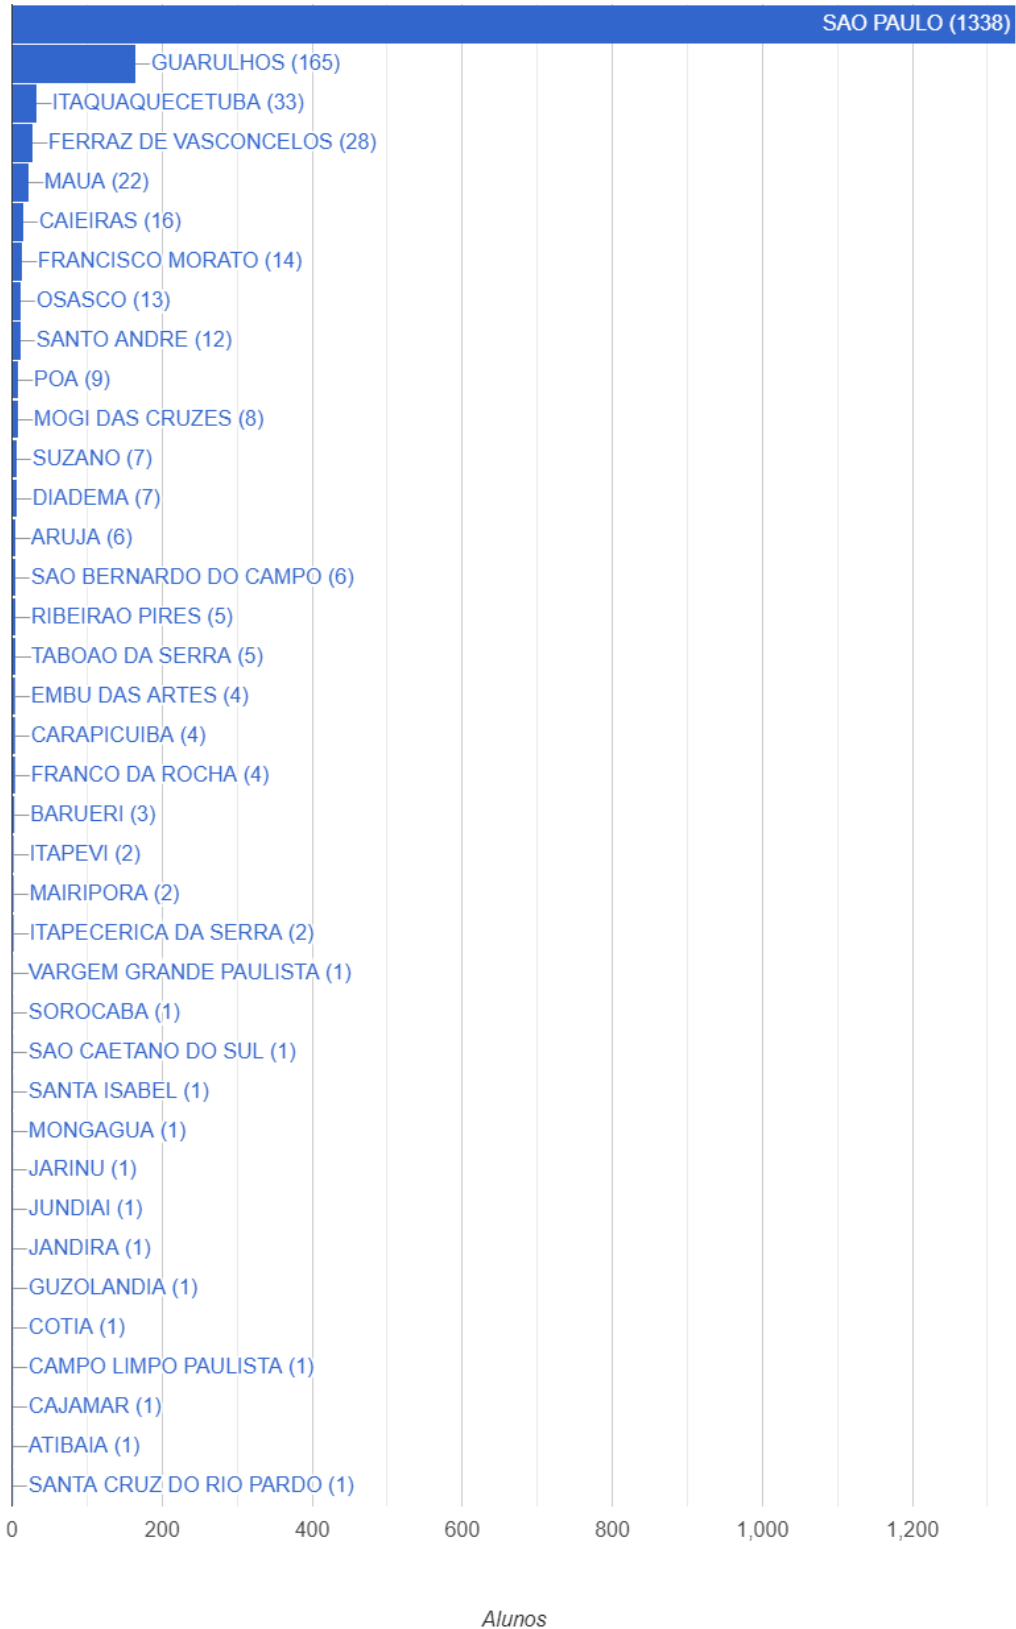 SAO PAULO (1338)
GUARULHOS (165)
ITAQUAQUECETUBA (33)
FERRAZ DE VASCONCELOS (28)
MAUA (22)
CAIEIRAS (16)
FRANCISCO MORATO (14)
OSASCO (13)
SANTO ANDRE (12)
POA (9)
MOGI DAS CRUZES (8)
SUZANO (7)
DIADEMA (7)
ARUJA (6)
SAO BERNARDO DO CAMPO (6)
RIBEIRAO PIRES (5)
TABOAO DA SERRA (5)
EMBU DAS ARTES (4)
CARAPICUIBA (4)
FRANCO DA ROCHA (4)
BARUERI (3)
ITAPEVI (2)
MAIRIPORA (2)
ITAPECERICA DA SERRA (2)
VARGEM GRANDE PAULISTA (1)
SOROCABA (1)
SAO CAETANO DO SUL (1)
SANTA ISABEL (1)
MONGAGUA (1)
JARINU (1)
JUNDIAI (1)
JANDIRA (1)
GUZOLANDIA (1)
COTIA (1)
CAMPO LIMPO PAULISTA (1)
CAJAMAR (1)
ATIBAIA (1)
SANTA CRUZ DO RIO PARDO (1)
0 200 400 600 800 1,000 1,200
Alunos